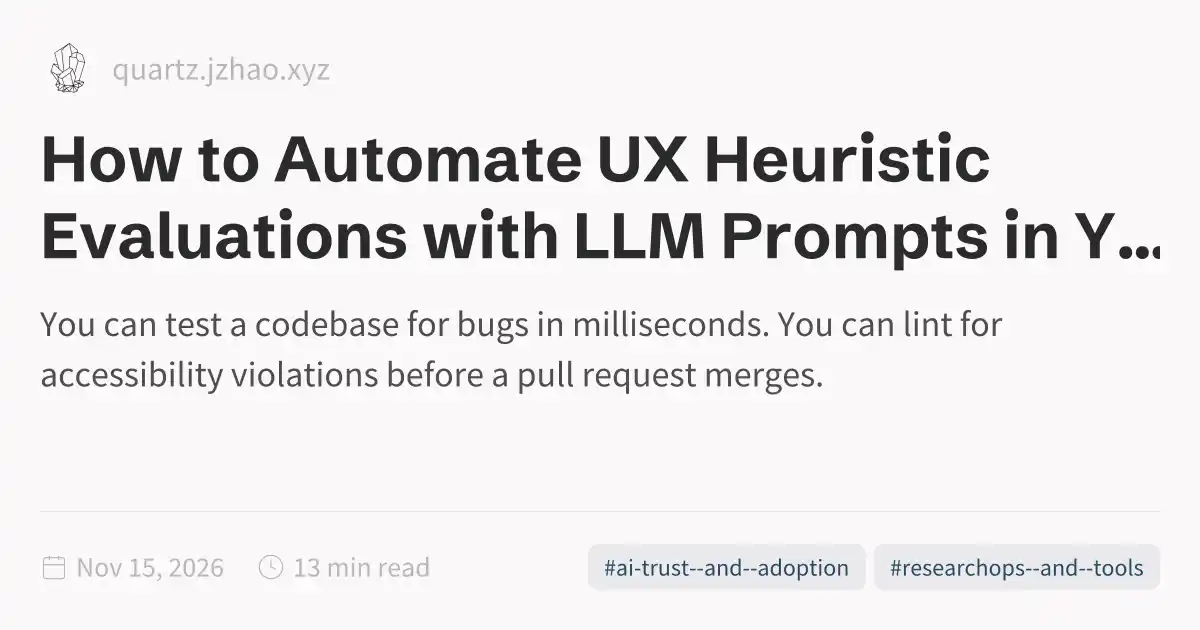 quartz.jzhao.xyz
How to Automate UX Heuristic
Evaluations with LLM Prompts in Y...
You can test a codebase for bugs in milliseconds. You can lint for
accessibility violations before a pull request merges.
Nov 15, 2026 13 min read #ai-trust--and--adoption #researchops--and--tools